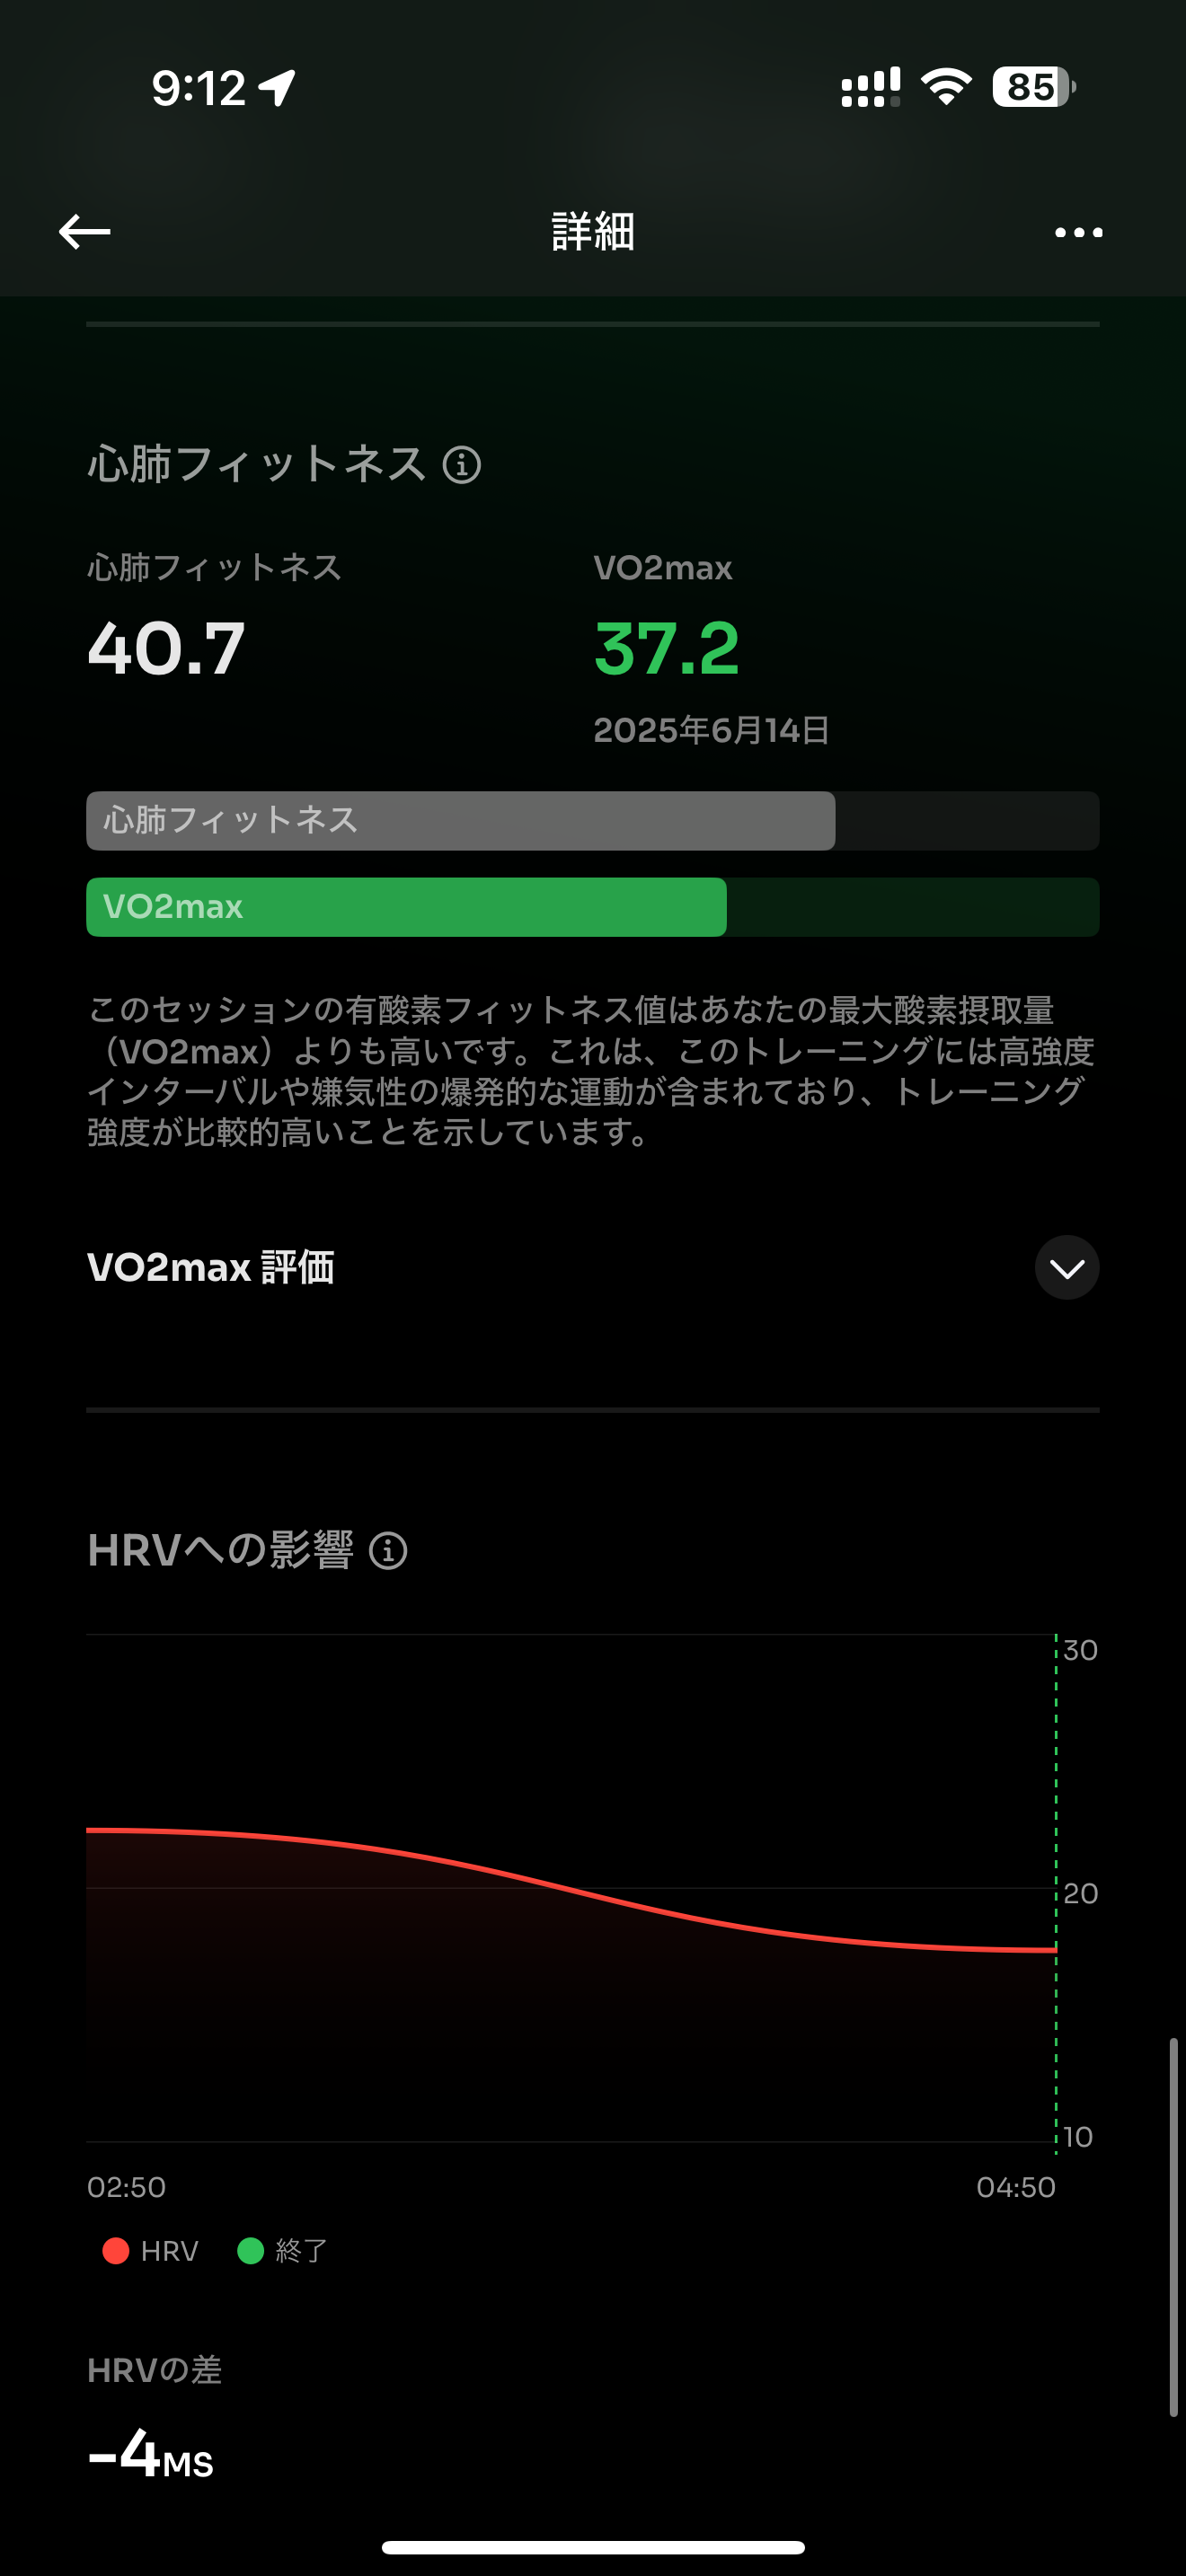 9:12
85
詳細
心肺フィットネス
心肺フィットネス
VO2max
40.7
37.2
2025年6月14日
心肺フィットネス
VO2max
このセッションの有酸素フィットネス値はあなたの最大酸素摂取量
（VO2max）よりも高いです。これは、このトレーニングには高強度
インターバルや嫌気性の爆発的な運動が含まれており、トレーニング
強度が比較的高いことを示しています。
VO2max 評価
HRVへの影響
30
20
10
02:50
04:50
HRV
終了
HRVの差
-4MS